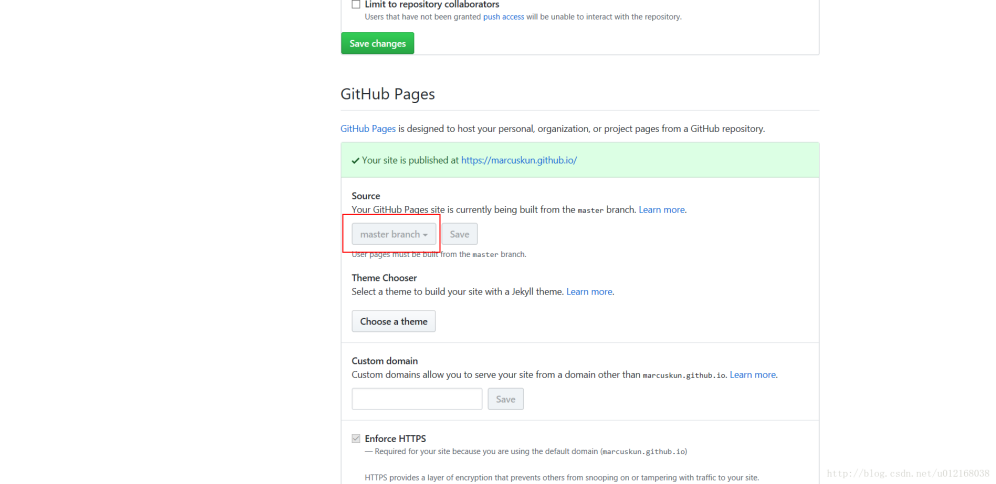 Limit to repository collaborators
Users that have not been granted push access will be unable to interact with the repository.
Save changes
GitHub Pages
GitHub Pages is designed to host your personal, organization, or project pages from a GitHub repository.
✓ Your site is published at https://marcuskun.github.io/
Source
Your GitHub Pages site is currently being built from the master branch. Learn more.
master branch
Save
User pages must be built from the master branch.
Theme Chooser
Select a theme to build your site with a Jekyll theme. Learn more.
Choose a theme
Custom domain
Custom domains allow you to serve your site from a domain other than marcuskun.github.io. Learn more.
Save
Enforce HTTPS
— Required for your site because you are using the default domain (marcuskun.github.io)
HTTPS provides a layer of encryption that prevents others from snooping on or tampering with traffic to your site.
http://blog.csdn.net/u012168038